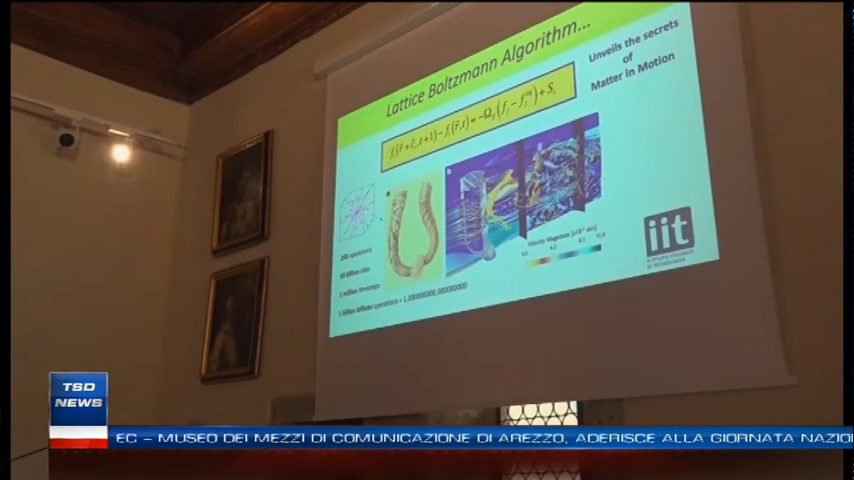 Lattice Boltzmann Algorithm...
Unveils the secrets
of
Matter in Motion
200 operations
50 billion sites
1 million timesteps
1 billion billions operations = 1,000000000,000000000
Velocity Magnitude
iit
TSD
NEWS
EC - MUSEO DEI MEZZI DI COMUNICAZIONE DI AREZZO, ADERISCE ALLA GIORNATA NAZIO